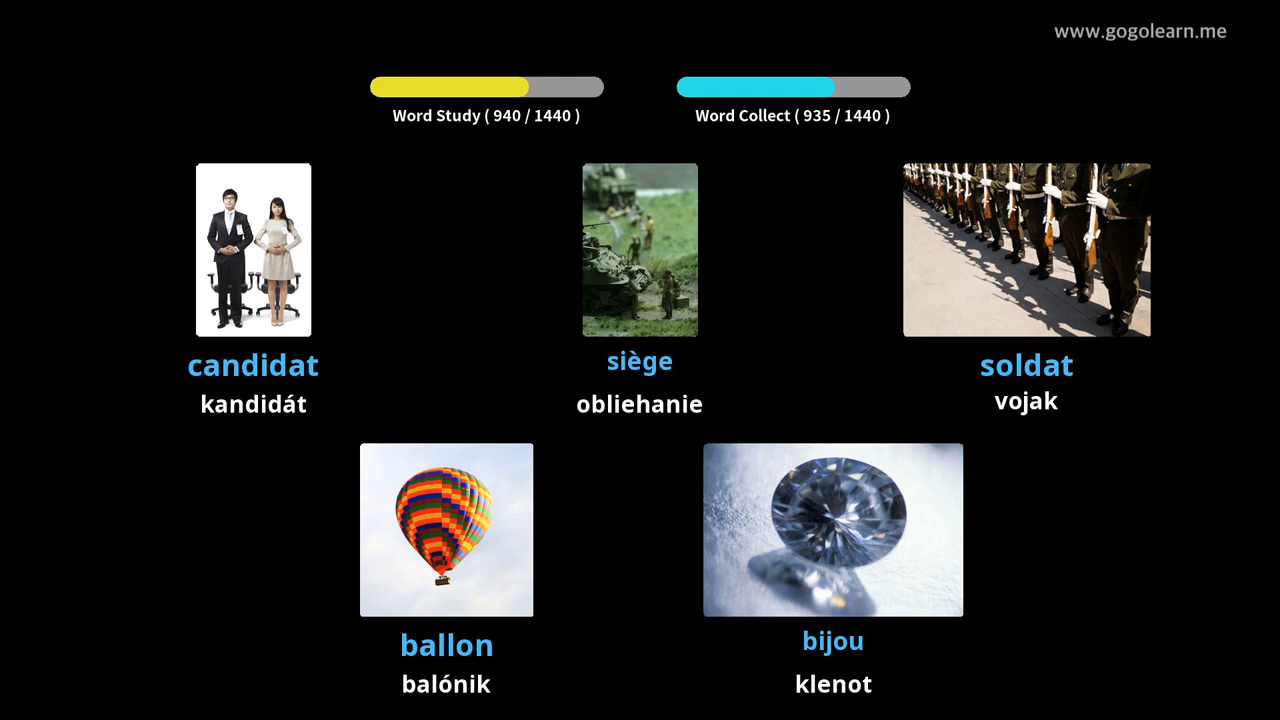 www.gogolearn.me
Word Study ( 940 / 1440 )
Word Collect ( 935 / 1440 )
candidat
kandidát
siège
obliehanie
soldat
vojak
ballon
balónik
bijou
klenot